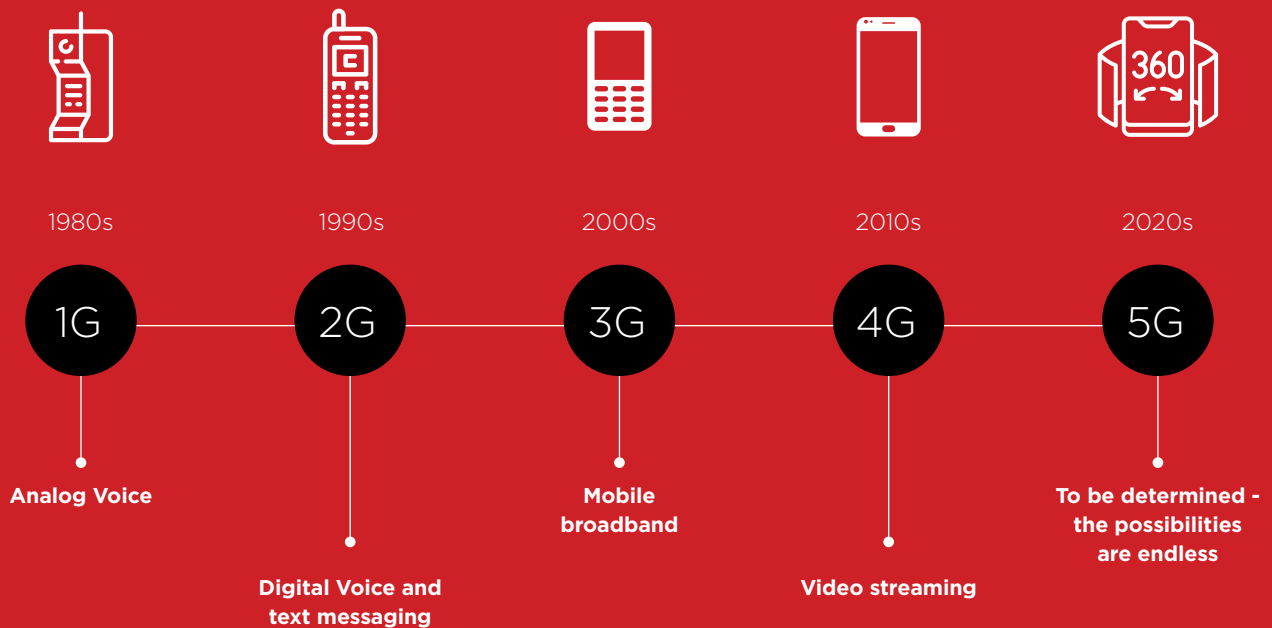 360
1980s
1990s
2000s
2010s
2020s
1G
2G
3G
4G
5G
Analog Voice
Digital Voice and
text messaging
Mobile
broadband
Video streaming
To be determined -
the possibilities
are endless